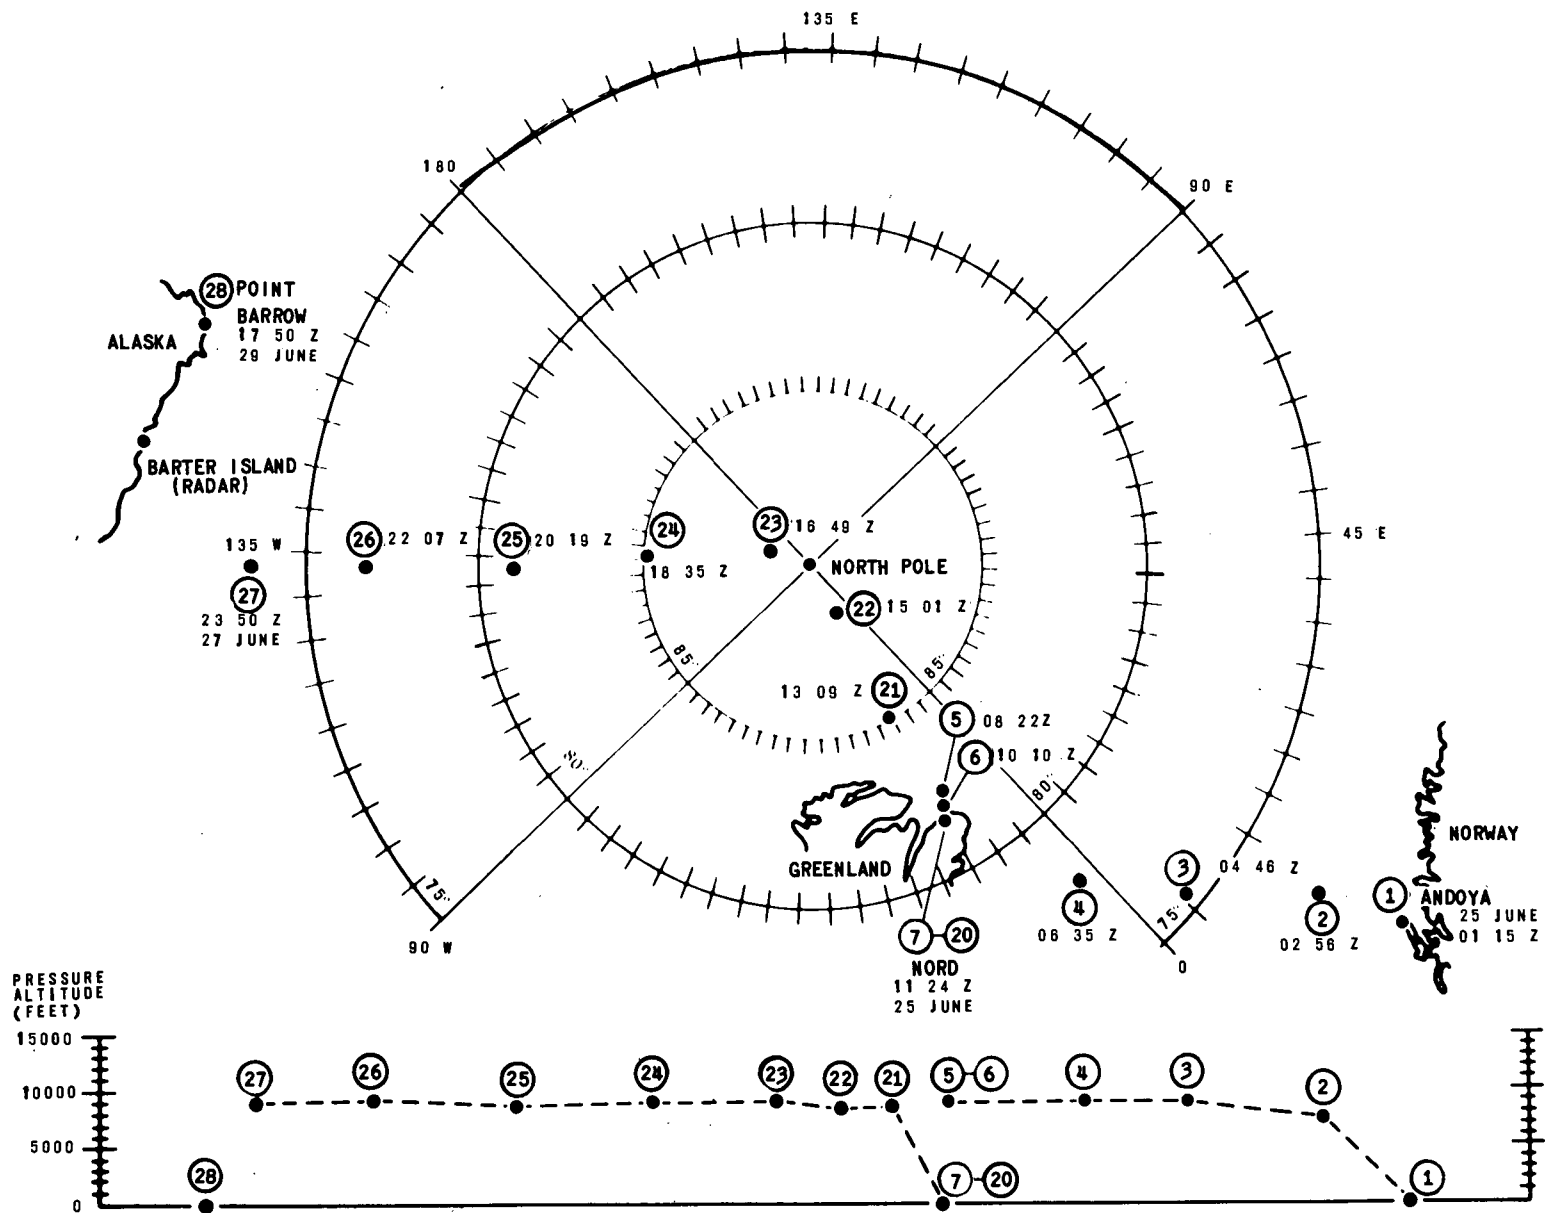 135 E
180
90 E
28 POINT
BARROW
17 50 Z
29 JUNE
ALASKA
BARTER ISLAND
(RADAR)
135 W
27
23 50 Z
27 JUNE
26 22 07 Z
25 20 19 Z
24
18 35 Z
23 16 49 Z
NORTH POLE
45 E
22 15 01 Z
85°
85°
13 09 Z 21
5 08 22Z
6 10 10 Z
80°
80°
GREENLAND
NORWAY
3 04 46 Z
4
06 35 Z
2
02 56 Z
1 ANDOYA
25 JUNE
01 15 Z
75°
75°
90 W
0
7-20
NORD
11 24 Z
25 JUNE
PRESSURE
ALTITUDE
(FEET)
15000
10000
5000
0
27
26
25
24
23
22
21
5-6
4
3
2
28
7-20
1